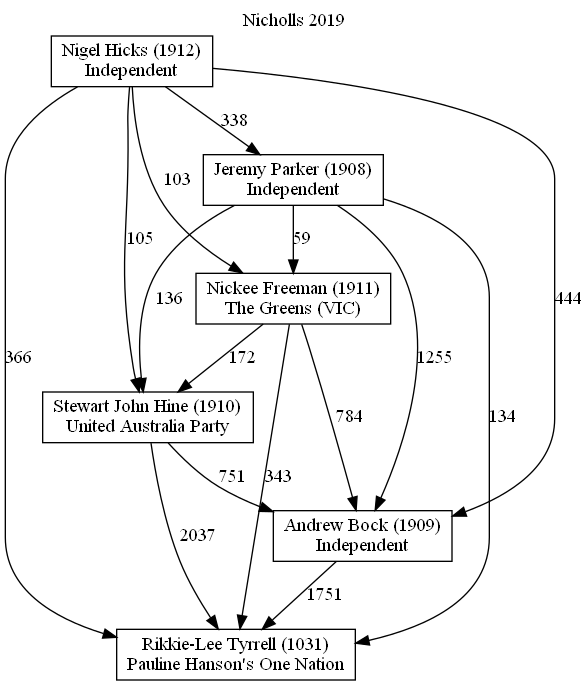 Nicholls 2019
Nigel Hicks (1912)
Independent
338
Jeremy Parker (1908)
Independent
103
105
136
59
Nickee Freeman (1911)
The Greens (VIC)
444
366
172
1255
Stewart John Hine (1910)
United Australia Party
784
134
751
343
Andrew Bock (1909)
Independent
2037
1751
Rikkie-Lee Tyrrell (1031)
Pauline Hanson's One Nation